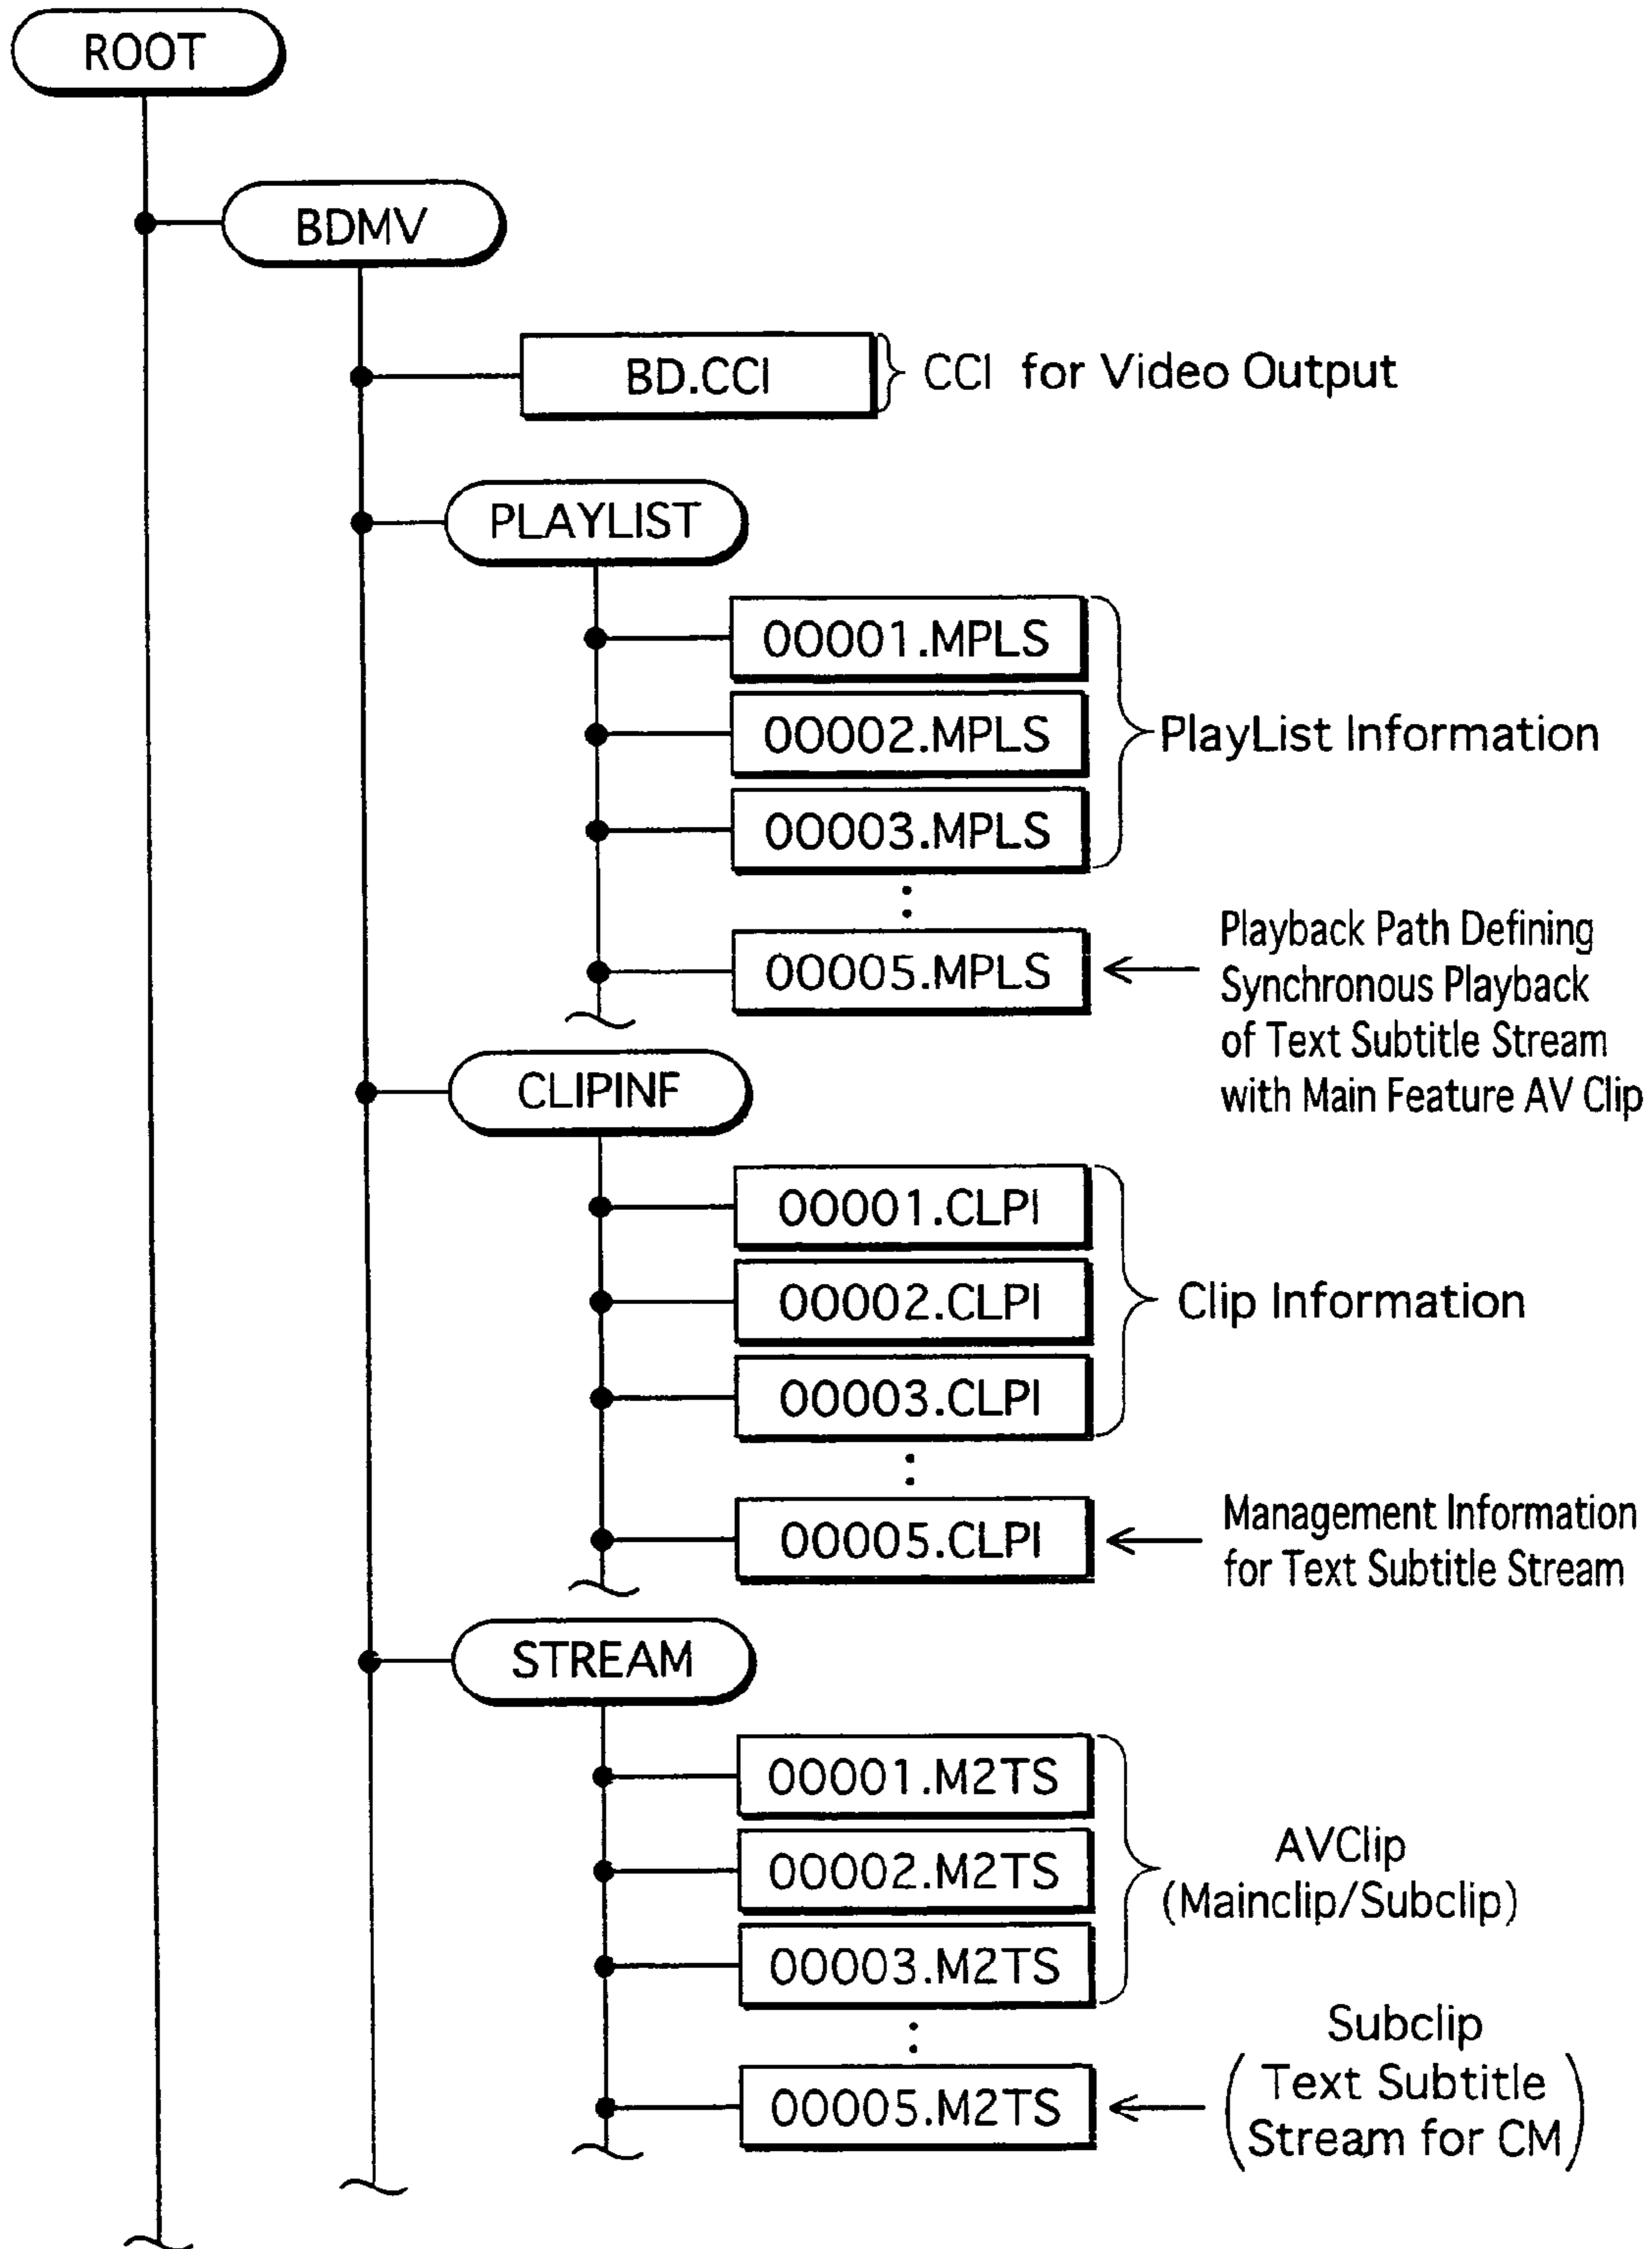 ROOT
BDMV
BD.CCI
CCI for Video Output
PLAYLIST
00001.MPLS
00002.MPLS
PlayList Information
00003.MPLS
00005.MPLS
Playback Path Defining
Synchronous Playback
of Text Subtitle Stream
with Main Feature AV Clip
CLIPINF
00001.CLPI
00002.CLPI
Clip Information
00003.CLPI
00005.CLPI
Management Information
for Text Subtitle Stream
STREAM
00001.M2TS
00002.M2TS
AVClip
(Mainclip/Subclip)
00003.M2TS
00005.M2TS
Subclip
(Text Subtitle
Stream for CM)